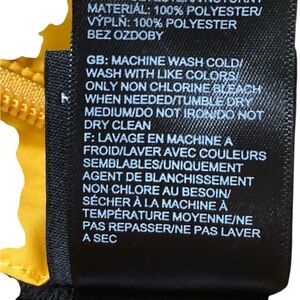 MATERIÁL: 100% POLYESTER/
VÝPLŇ: 100% POLYESTER
BEZ OZDOBY
GB: MACHINE WASH COLD/
WASH WITH LIKE COLORS/
ONLY NON CHLORINE BLEACH
WHEN NEEDED/TUMBLE DRY
MEDIUM/DO NOT IRON/DO NOT
DRY CLEAN
F: LAVAGE EN MACHINE A
FROID/LAVER AVEC COULEURS
SEMBLABLES/UNIQUEMENT
AGENT DE BLANCHISSEMENT
NON CHLORE AU BESOIN/
SÉCHER À LA MACHINE À
TEMPÉRATURE MOYENNE/NE
PAS REPASSER/NE PAS LAVER
A SEC